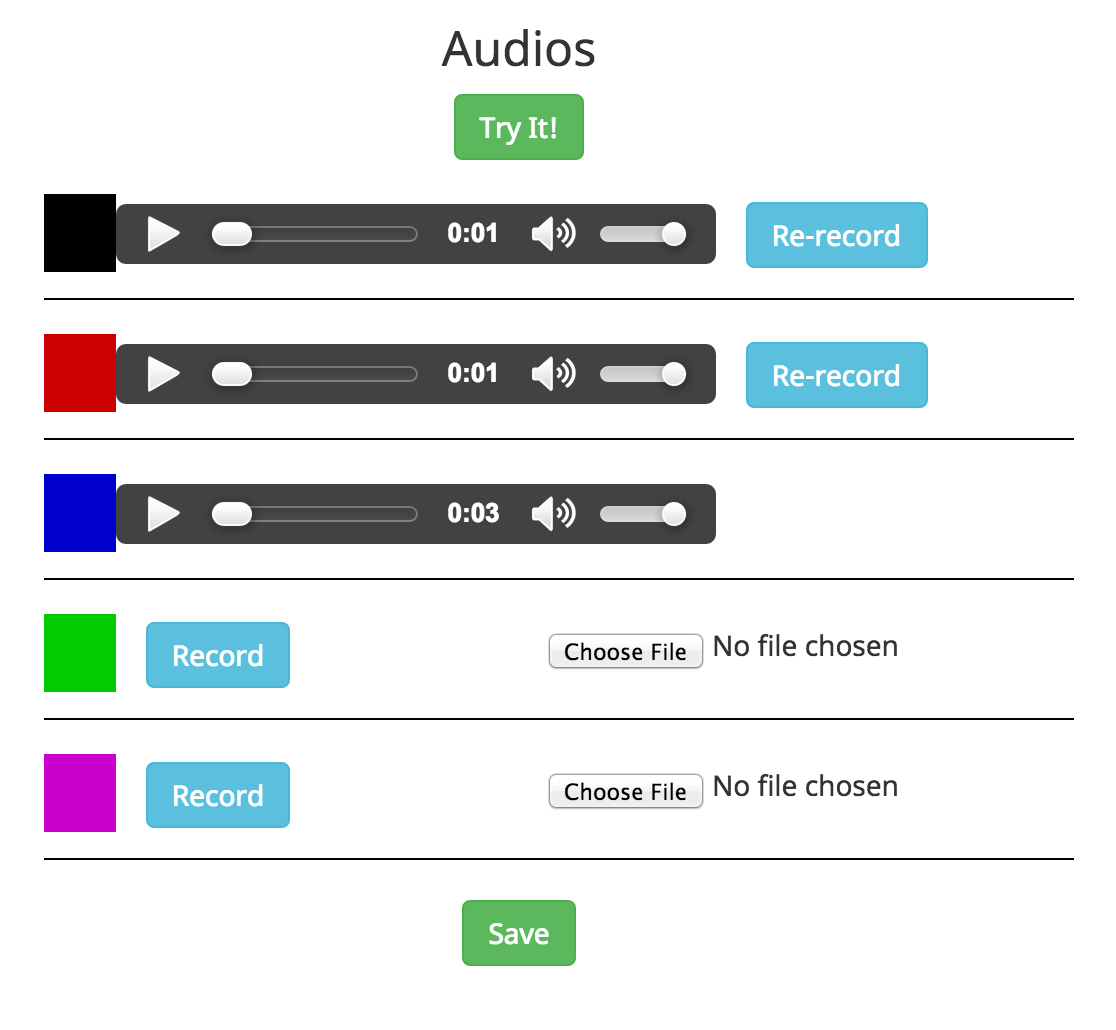 Audios
Try It!
0:01 Re-record
0:01 Re-record
0:03
Record Choose File No file chosen
Record Choose File No file chosen
Save